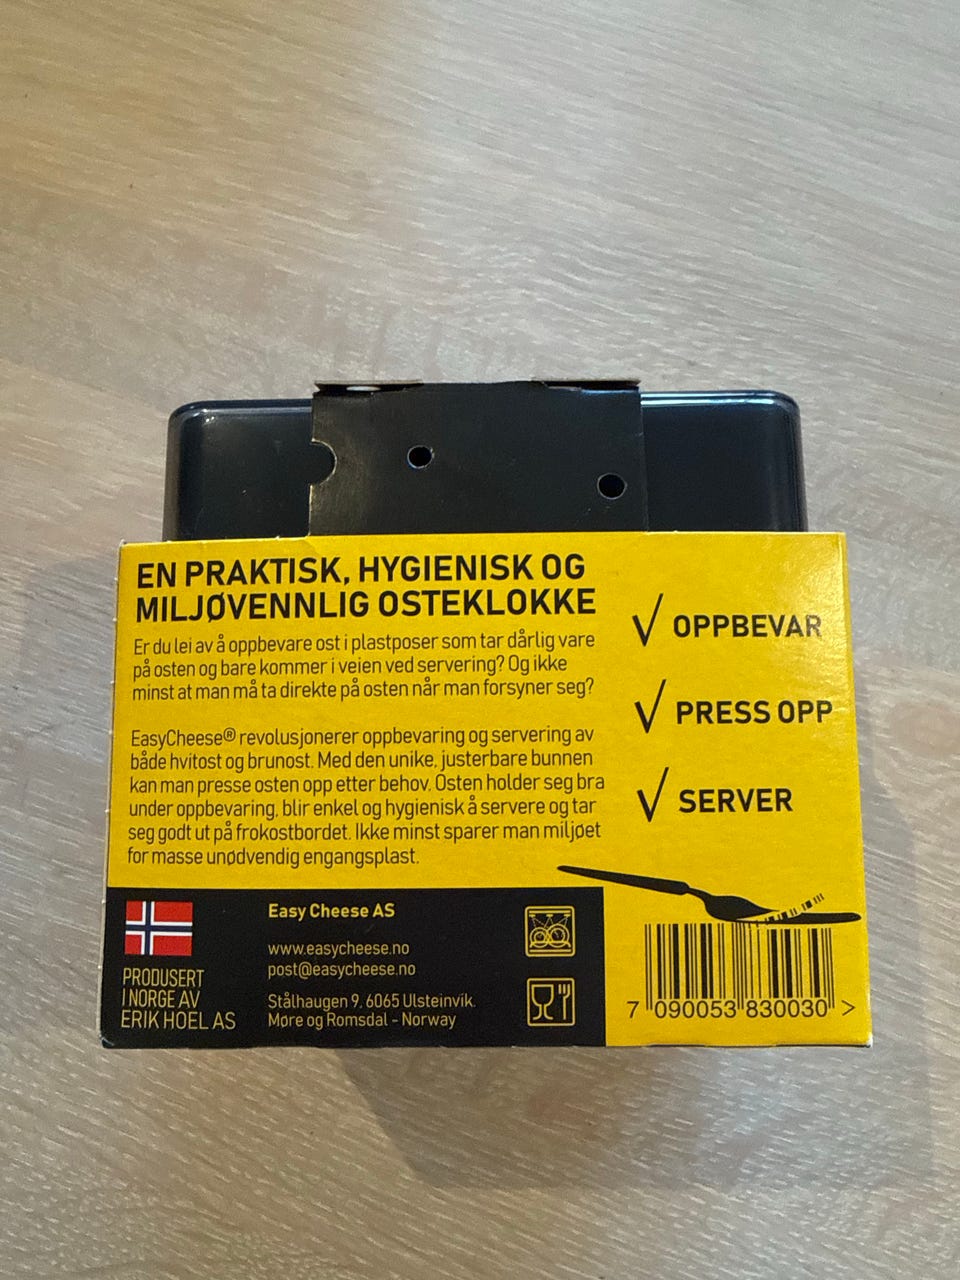 EN PRAKTISK, HYGIENISK OG
MILJØVENNLIG OSTEKLOKKE
Er du lei av å oppbevare ost i plastposer som tar dårlig vare
på osten og bare kommer i veien ved servering? Og ikke
minst at man må ta direkte på osten når man forsyner seg?
EasyCheese® revolusjonerer oppbevaring og servering av
både hvitost og brunost. Med den unike, justerbare bunnen
kan man presse osten opp etter behov. Osten holder seg bra
under oppbevaring, blir enkel og hygienisk å servere og tar
seg godt ut på frokostbordet. Ikke minst sparer man miljøet
for masse unødvendig engangsplast.
OPPBEVAR
PRESS OPP
SERVER
PRODUSERT
I NORGE AV
ERIK HOEL AS
Easy Cheese AS
www.easycheese.no
post@easycheese.no
Stålhaugen 9, 6065 Ulsteinvik.
Møre og Romsdal - Norway
7 090053 830030 >